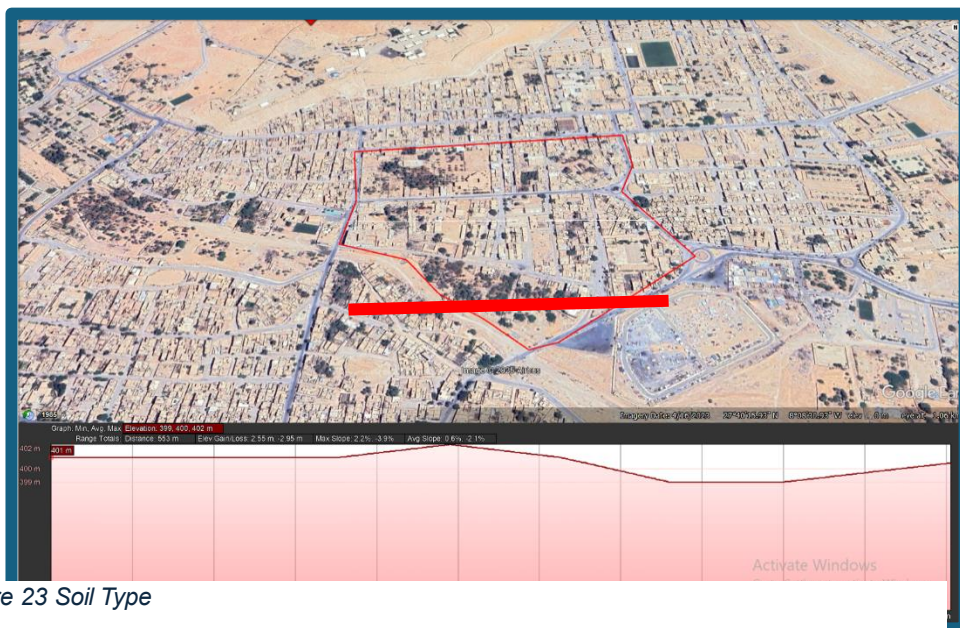 Google E
1985
Graph: Min, Avg, Max Elevation: 399, 400, 402 m
Range Totals: Distance: 553 m Elev Gain/Loss: 2.55 m, -2.95 m Max Slope: 2.2%, -3.9% Avg Slope: 0.6%, -2.1%
402 m
401 m
400 m
399 m
Activate Windows
e 23 Soil Type